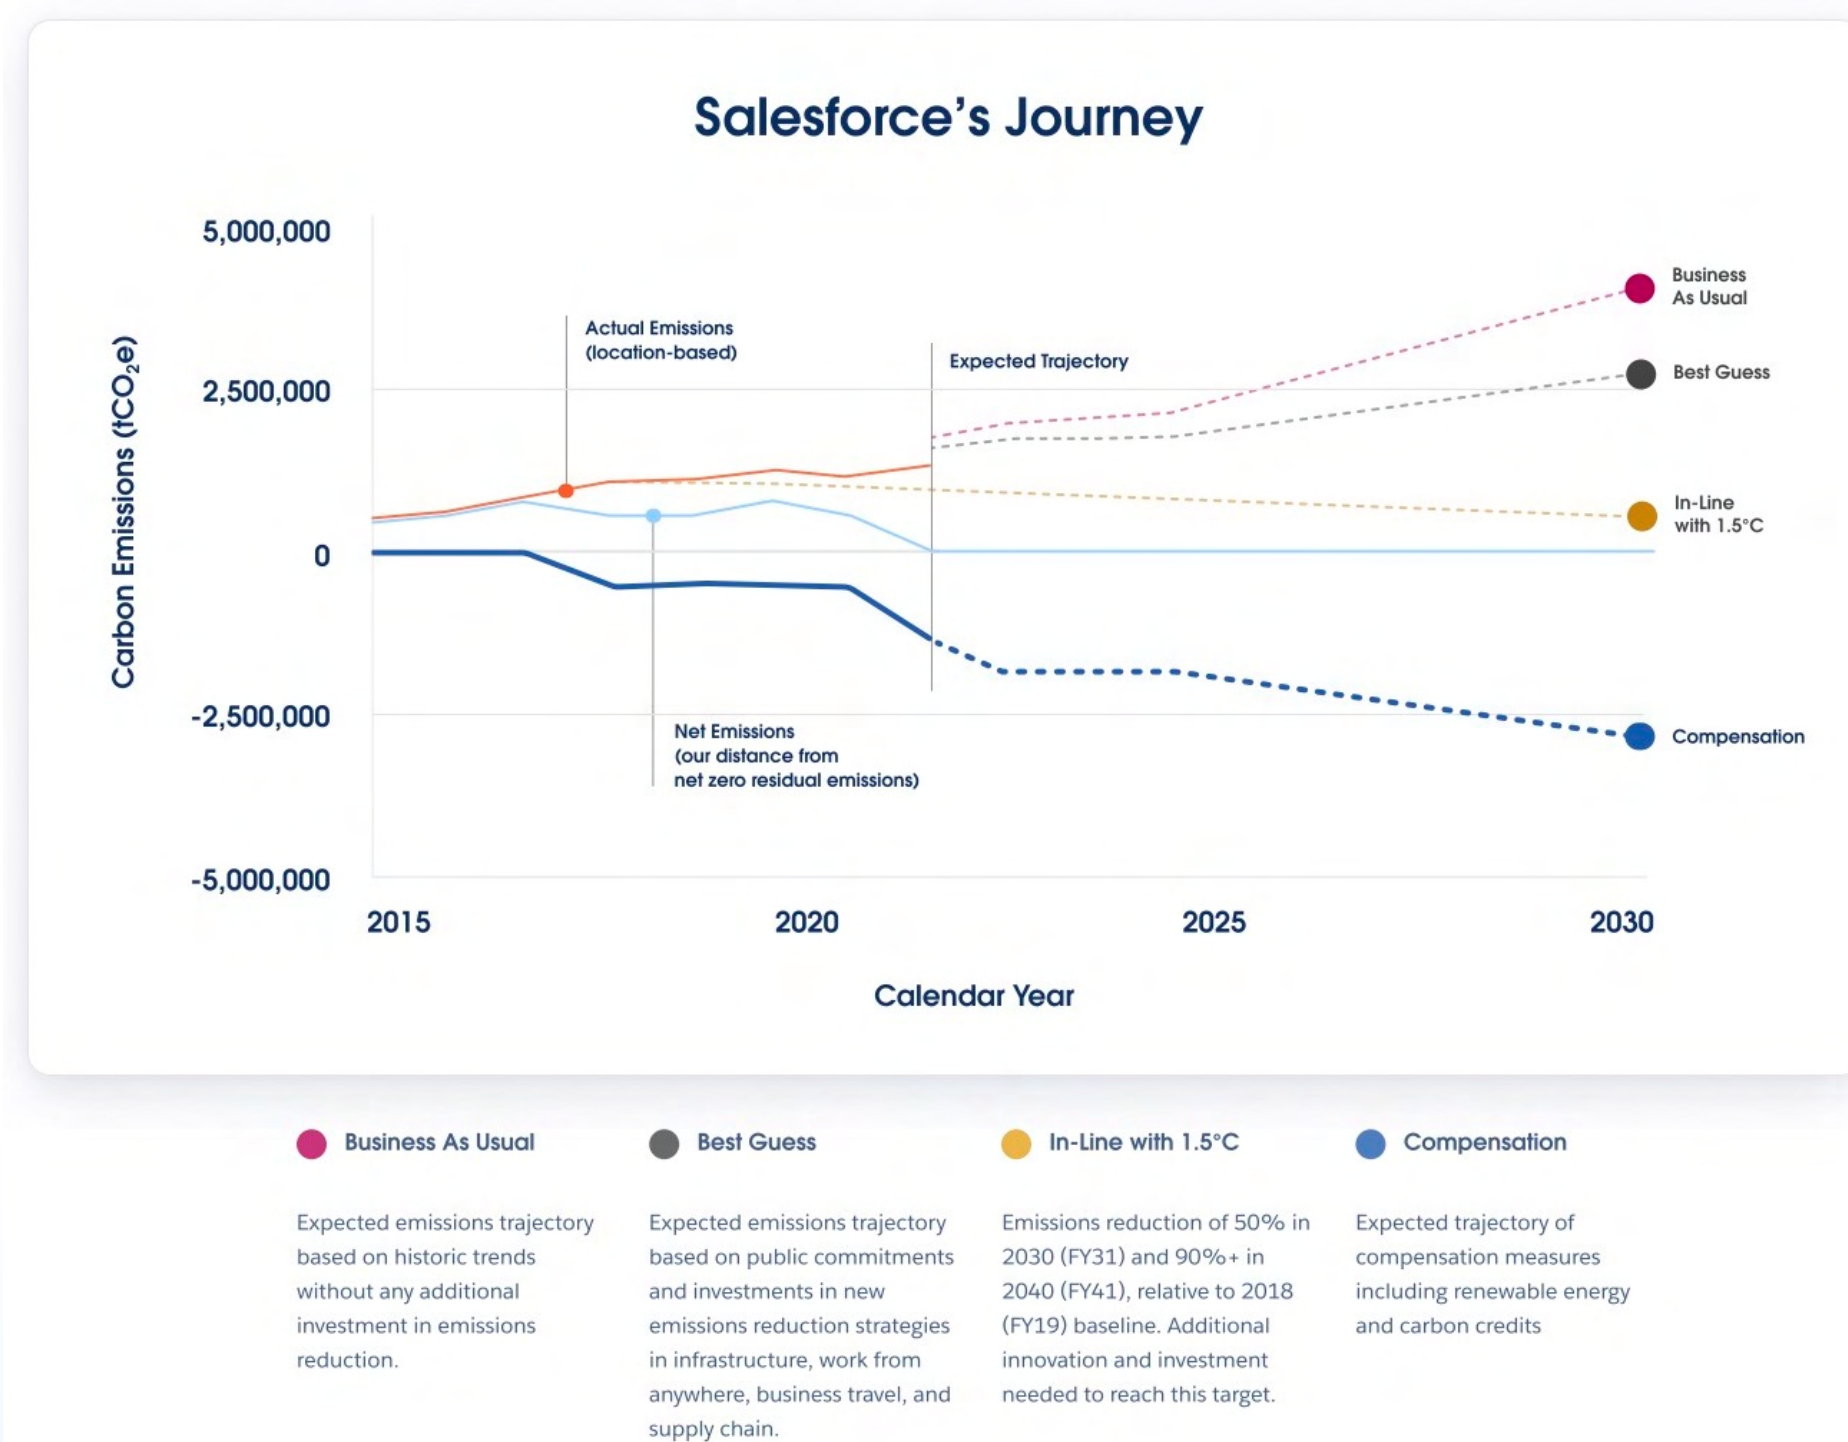 Salesforce's Journey
5,000,000
2,500,000
0
-2,500,000
-5,000,000
Carbon Emissions (tCO₂e)
Actual Emissions
(location-based)
Expected Trajectory
Net Emissions
(our distance from
net zero residual emissions)
Business
As Usual
Best Guess
In-Line
with 1.5°C
Compensation
2015
2020
2025
2030
Calendar Year
Business As Usual
Expected emissions trajectory
based on historic trends
without any additional
investment in emissions
reduction.
Best Guess
Expected emissions trajectory
based on public commitments
and investments in new
emissions reduction strategies
in infrastructure, work from
anywhere, business travel, and
supply chain.
In-Line with 1.5°C
Emissions reduction of 50% in
2030 (FY31) and 90%+ in
2040 (FY41), relative to 2018
(FY19) baseline. Additional
innovation and investment
needed to reach this target.
Compensation
Expected trajectory of
compensation measures
including renewable energy
and carbon credits